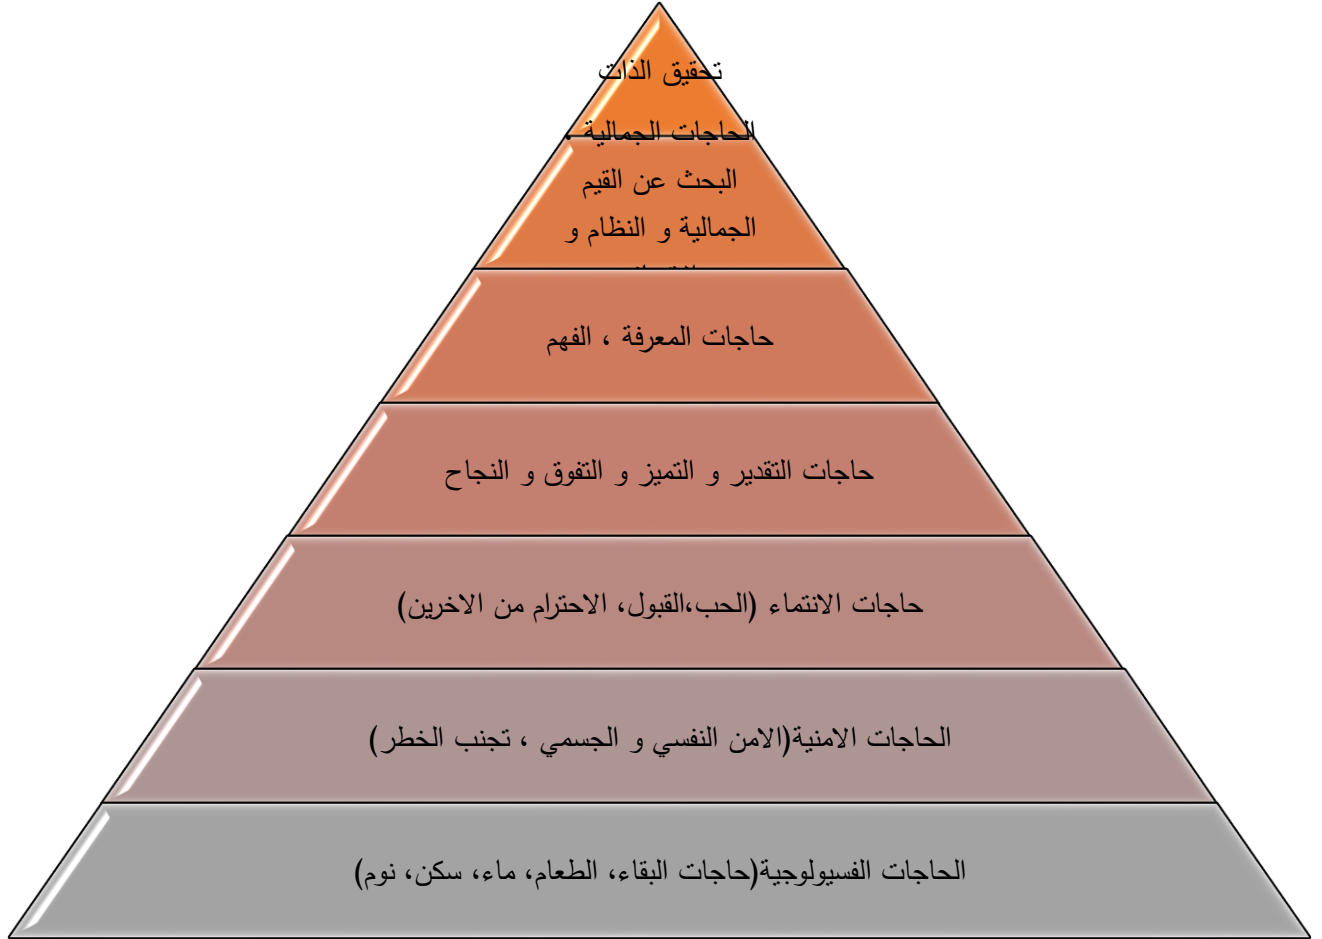 تحقيق الذات
الحاجات الجمالية ،
البحث عن القيم
الجمالية و النظام و
حاجات المعرفة ، الفهم
حاجات التقدير و التميز و التفوق و النجاح
حاجات الانتماء (الحب،القبول، الاحترام من الاخرين)
الحاجات الامنية(الامن النفسي و الجسمي ، تجنب الخطر)
الحاجات الفسيولوجية(حاجات البقاء، الطعام، ماء، سكن، نوم)